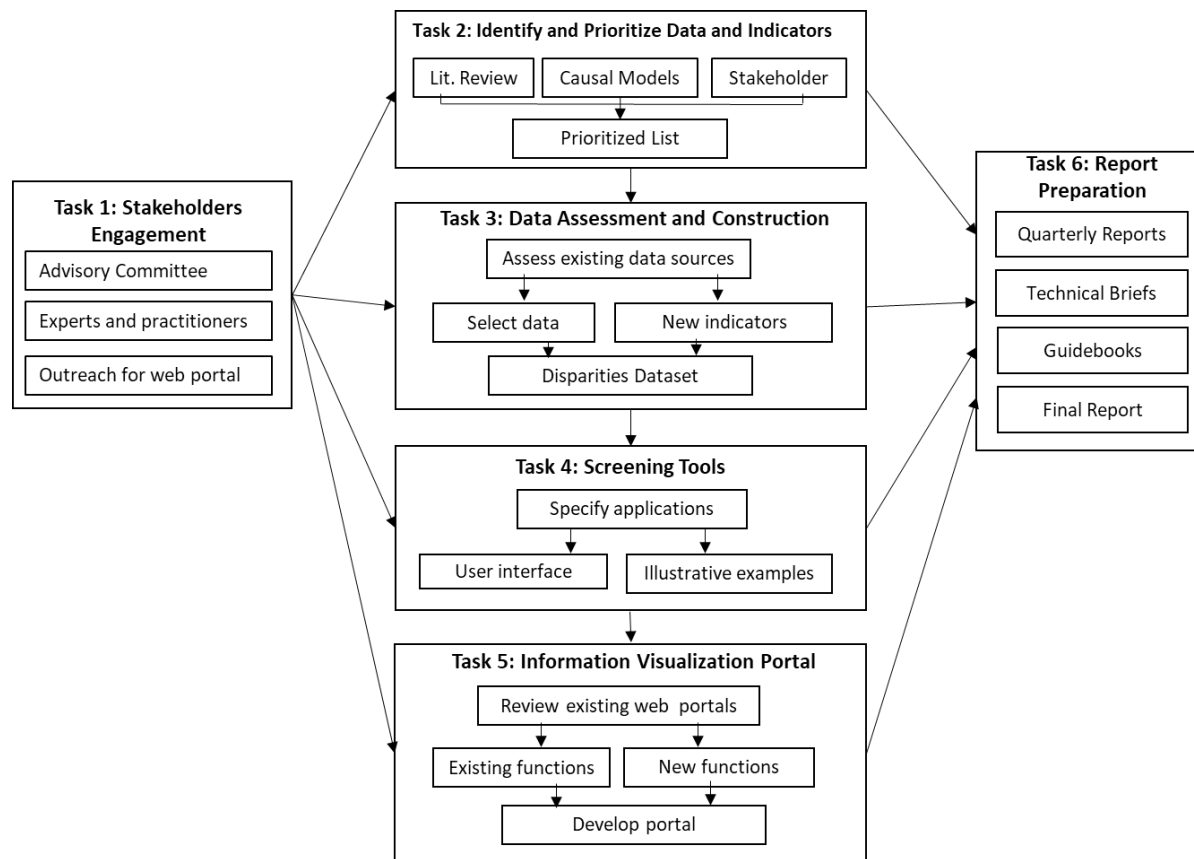 Task 1: Stakeholders
Engagement
Advisory Committee
Experts and practitioners
Outreach for web portal
Task 2: Identify and Prioritize Data and Indicators
Lit. Review
Causal Models
Stakeholder
Prioritized List
Task 3: Data Assessment and Construction
Assess existing data sources
Select data
New indicators
Disparities Dataset
Task 4: Screening Tools
Specify applications
User interface
Illustrative examples
Task 5: Information Visualization Portal
Review existing web portals
Existing functions
New functions
Develop portal
Task 6: Report
Preparation
Quarterly Reports
Technical Briefs
Guidebooks
Final Report